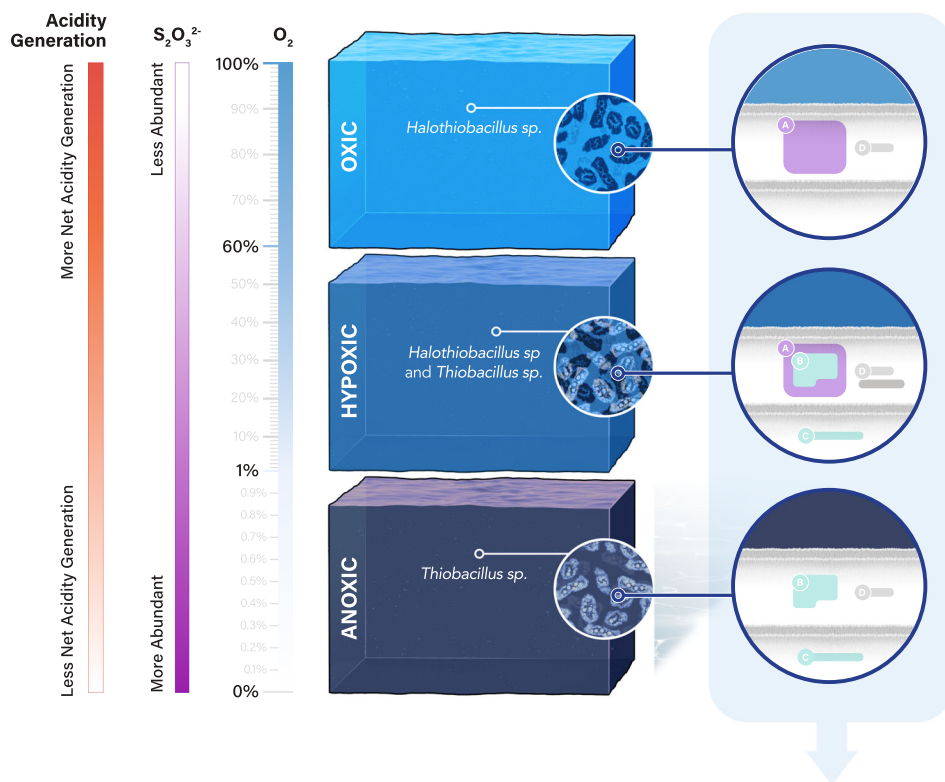 Acidity
Generation
S₂O₃²⁻
O₂
More Net Acidity Generation
Less Net Acidity Generation
Less Abundant
More Abundant
100%
90%
80%
70%
60%
50%
40%
30%
20%
10%
1%
0.9%
0.8%
0.7%
0.6%
0.5%
0.4%
0.3%
0.2%
0.1%
0%
OXIC
Halothiobacillus sp.
A
D
HYPOXIC
Halothiobacillus sp
and Thiobacillus sp.
A
B
D
C
ANOXIC
Thiobacillus sp.
B
D
C